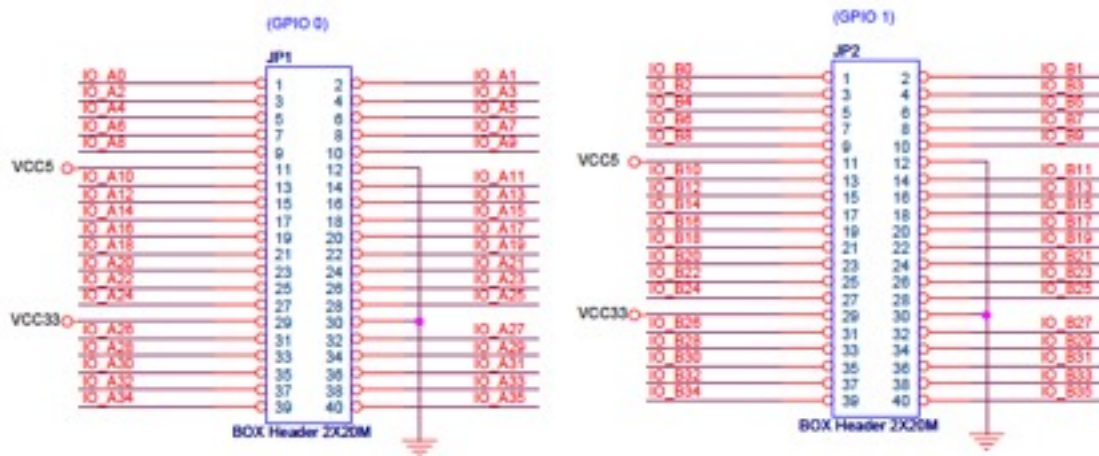 (GPIO 0)
JP1
IO_A0 1 2 IO_A1
IO_A2 3 4 IO_A3
IO_A4 5 6 IO_A5
IO_A6 7 8 IO_A7
IO_A8 9 10 IO_A9
VCC5 11 12
IO_A10 13 14 IO_A11
IO_A12 15 16 IO_A13
IO_A14 17 18 IO_A15
IO_A16 19 20 IO_A17
IO_A18 21 22 IO_A19
IO_A20 23 24 IO_A21
IO_A22 25 26 IO_A23
IO_A24 27 28 IO_A25
VCC33 29 30
IO_A26 31 32 IO_A27
IO_A28 33 34 IO_A29
IO_A30 35 36 IO_A31
IO_A32 37 38 IO_A33
IO_A34 39 40 IO_A35
BOX Header 2X20M
(GPIO 1)
JP2
IO_B0 1 2 IO_B1
IO_B2 3 4 IO_B3
IO_B4 5 6 IO_B5
IO_B6 7 8 IO_B7
IO_B8 9 10 IO_B9
VCC5 11 12
IO_B10 13 14 IO_B11
IO_B12 15 16 IO_B13
IO_B14 17 18 IO_B15
IO_B16 19 20 IO_B17
IO_B18 21 22 IO_B19
IO_B20 23 24 IO_B21
IO_B22 25 26 IO_B23
IO_B24 27 28 IO_B25
VCC33 29 30
IO_B26 31 32 IO_B27
IO_B28 33 34 IO_B29
IO_B30 35 36 IO_B31
IO_B32 37 38 IO_B33
IO_B34 39 40 IO_B35
BOX Header 2X20M